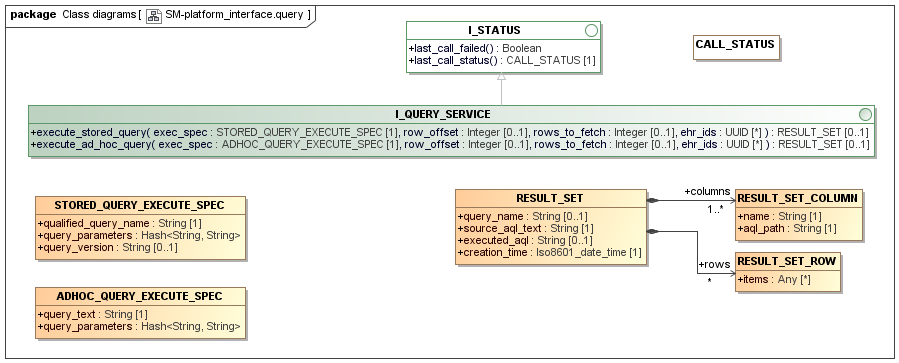 package Class diagrams [ SM-platform_interface.query ]
I_STATUS
+last_call_failed() : Boolean
+last_call_status() : CALL_STATUS [1]
CALL_STATUS
I_QUERY_SERVICE
+execute_stored_query( exec_spec : STORED_QUERY_EXECUTE_SPEC [1], row_offset : Integer [0..1], rows_to_fetch : Integer [0..1], ehr_ids : UUID [*] ) : RESULT_SET [0..1]
+execute_ad_hoc_query( exec_spec : ADHOC_QUERY_EXECUTE_SPEC [1], row_offset : Integer [0..1], rows_to_fetch : Integer [0..1], ehr_ids : UUID [*] ) : RESULT_SET [0..1]
STORED_QUERY_EXECUTE_SPEC
+qualified_query_name : String [1]
+query_parameters : Hash<String, String>
+query_version : String [0..1]
RESULT_SET
+query_name : String [0..1]
+source_aql_text : String [1]
+executed_aql : String [0..1]
+creation_time : Iso8601_date_time [1]
+columns
1..*
RESULT_SET_COLUMN
+name : String [1]
+aql_path : String [1]
+rows
*
RESULT_SET_ROW
+items : Any [*]
ADHOC_QUERY_EXECUTE_SPEC
+query_text : String [1]
+query_parameters : Hash<String, String>